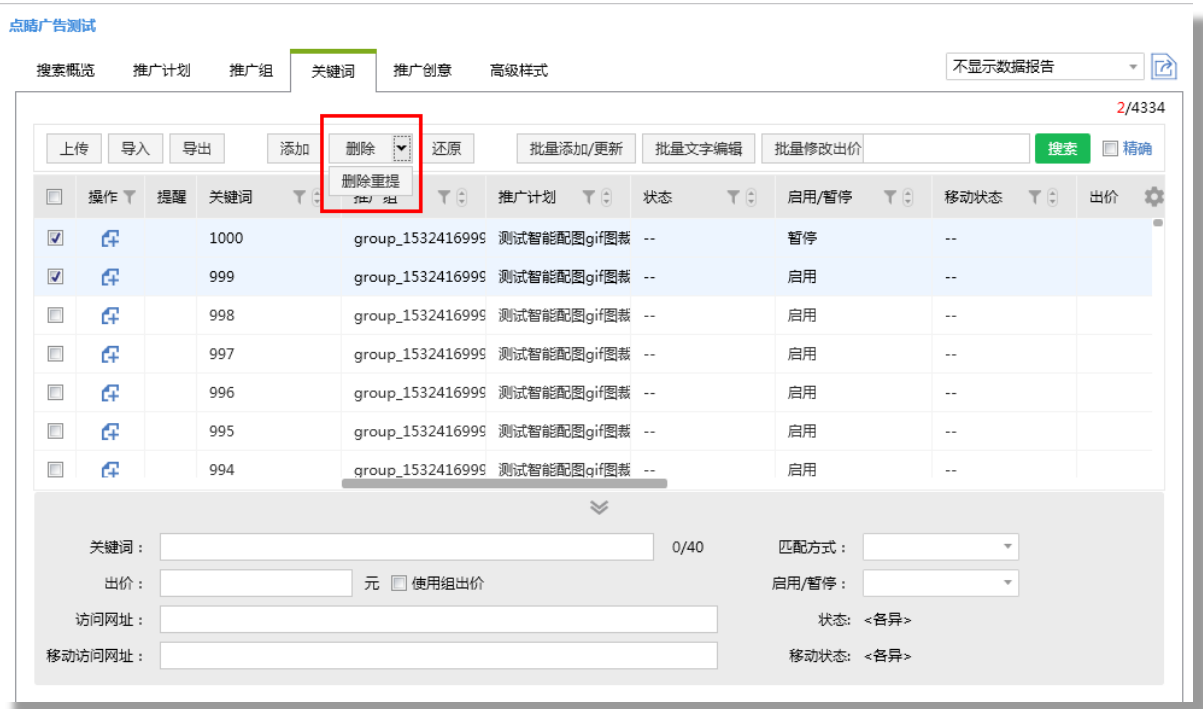 点睛广告测试
搜索概览 推广计划 推广组 关键词 推广创意 高级样式 不显示数据报告
2/4334
上传 导入 导出 添加 删除 还原 批量添加/更新 批量文字编辑 批量修改出价 搜索 精确
删除重提
操作 提醒 关键词 推广组 推广计划 状态 启用/暂停 移动状态 出价
1000 group_1532416999 测试智能配图gif图裁 -- 暂停 --
999 group_1532416999 测试智能配图gif图裁 -- 启用 --
998 group_1532416999 测试智能配图gif图裁 -- 启用 --
997 group_1532416999 测试智能配图gif图裁 -- 启用 --
996 group_1532416999 测试智能配图gif图裁 -- 启用 --
995 group_1532416999 测试智能配图gif图裁 -- 启用 --
994 group_1532416999 测试智能配图gif图裁 -- 启用 --
关键词： 0/40 匹配方式：
出价： 元 使用组出价 启用/暂停：
访问网址： 状态: <各异>
移动访问网址： 移动状态: <各异>